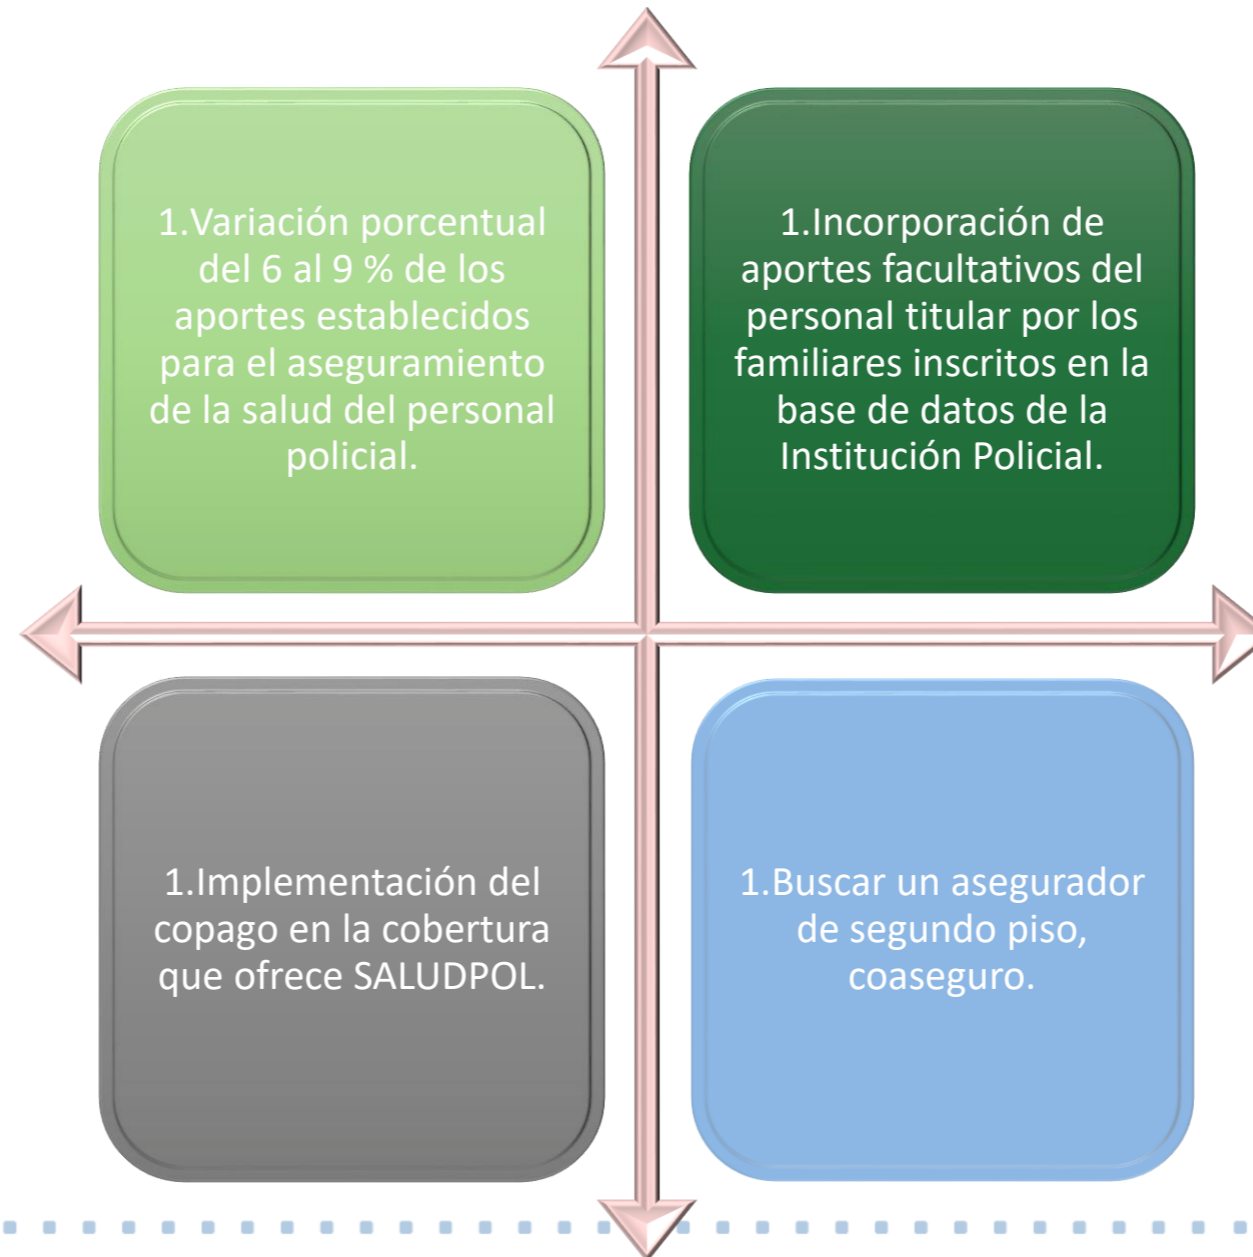 1.Variación porcentual
del 6 al 9 % de los
aportes establecidos
para el aseguramiento
de la salud del personal
policial.
1.Incorporación de
aportes facultativos del
personal titular por los
familiares inscritos en la
base de datos de la
Institución Policial.
1.Implementación del
copago en la cobertura
que ofrece SALUDPOL.
1.Buscar un asegurador
de segundo piso,
coaseguro.